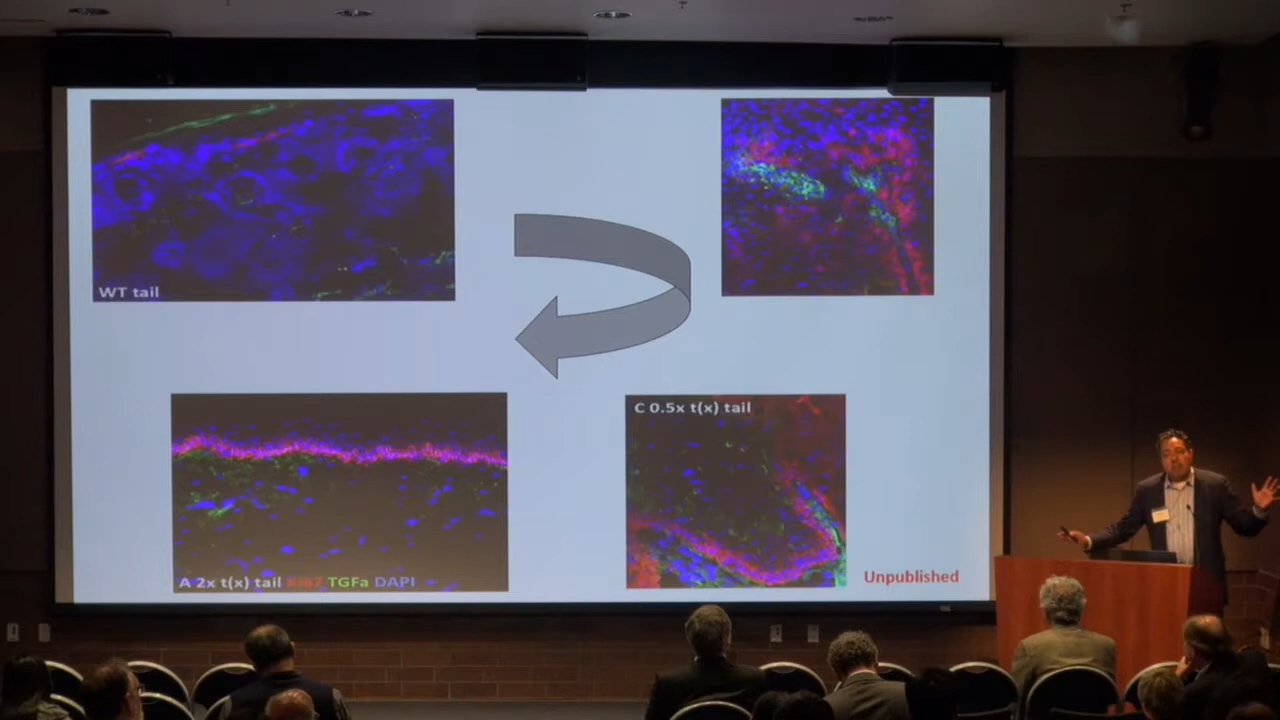 WT tail
C 0.5x t(x) tail
A 2x t(x) tail Ki67 TGFa DAPI
Unpublished